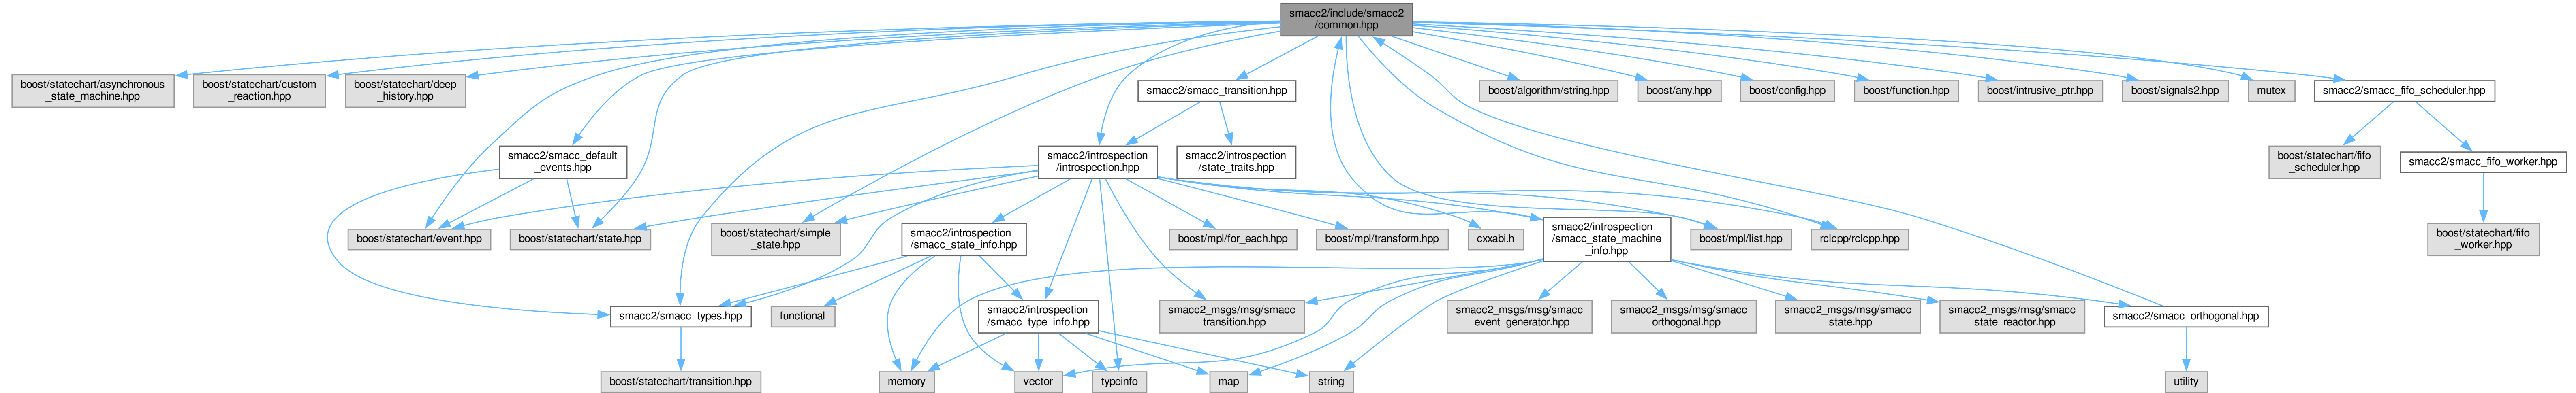 smacc2/include/smacc2
/common.hpp
boost/statechart/asynchronous
_state_machine.hpp
boost/statechart/custom
_reaction.hpp
boost/statechart/deep
_history.hpp
smacc2/smacc_transition.hpp
boost/algorithm/string.hpp
boost/any.hpp
boost/config.hpp
boost/function.hpp
boost/intrusive_ptr.hpp
boost/signals2.hpp
mutex
smacc2/smacc_fifo_scheduler.hpp
smacc2/smacc_default
_events.hpp
smacc2/introspection
/introspection.hpp
smacc2/introspection
/state_traits.hpp
boost/statechart/fifo
_scheduler.hpp
smacc2/smacc_fifo_worker.hpp
boost/statechart/event.hpp
boost/statechart/state.hpp
boost/statechart/simple
_state.hpp
smacc2/introspection
/smacc_state_info.hpp
boost/mpl/for_each.hpp
boost/mpl/transform.hpp
cxxabi.h
smacc2/introspection
/smacc_state_machine
_info.hpp
boost/mpl/list.hpp
rclcpp/rclcpp.hpp
boost/statechart/fifo
_worker.hpp
smacc2/smacc_types.hpp
functional
smacc2/introspection
/smacc_type_info.hpp
smacc2_msgs/msg/smacc
_transition.hpp
smacc2_msgs/msg/smacc
_event_generator.hpp
smacc2_msgs/msg/smacc
_orthogonal.hpp
smacc2_msgs/msg/smacc
_state.hpp
smacc2_msgs/msg/smacc
_state_reactor.hpp
smacc2/smacc_orthogonal.hpp
boost/statechart/transition.hpp
memory
vector
typeinfo
map
string
utility